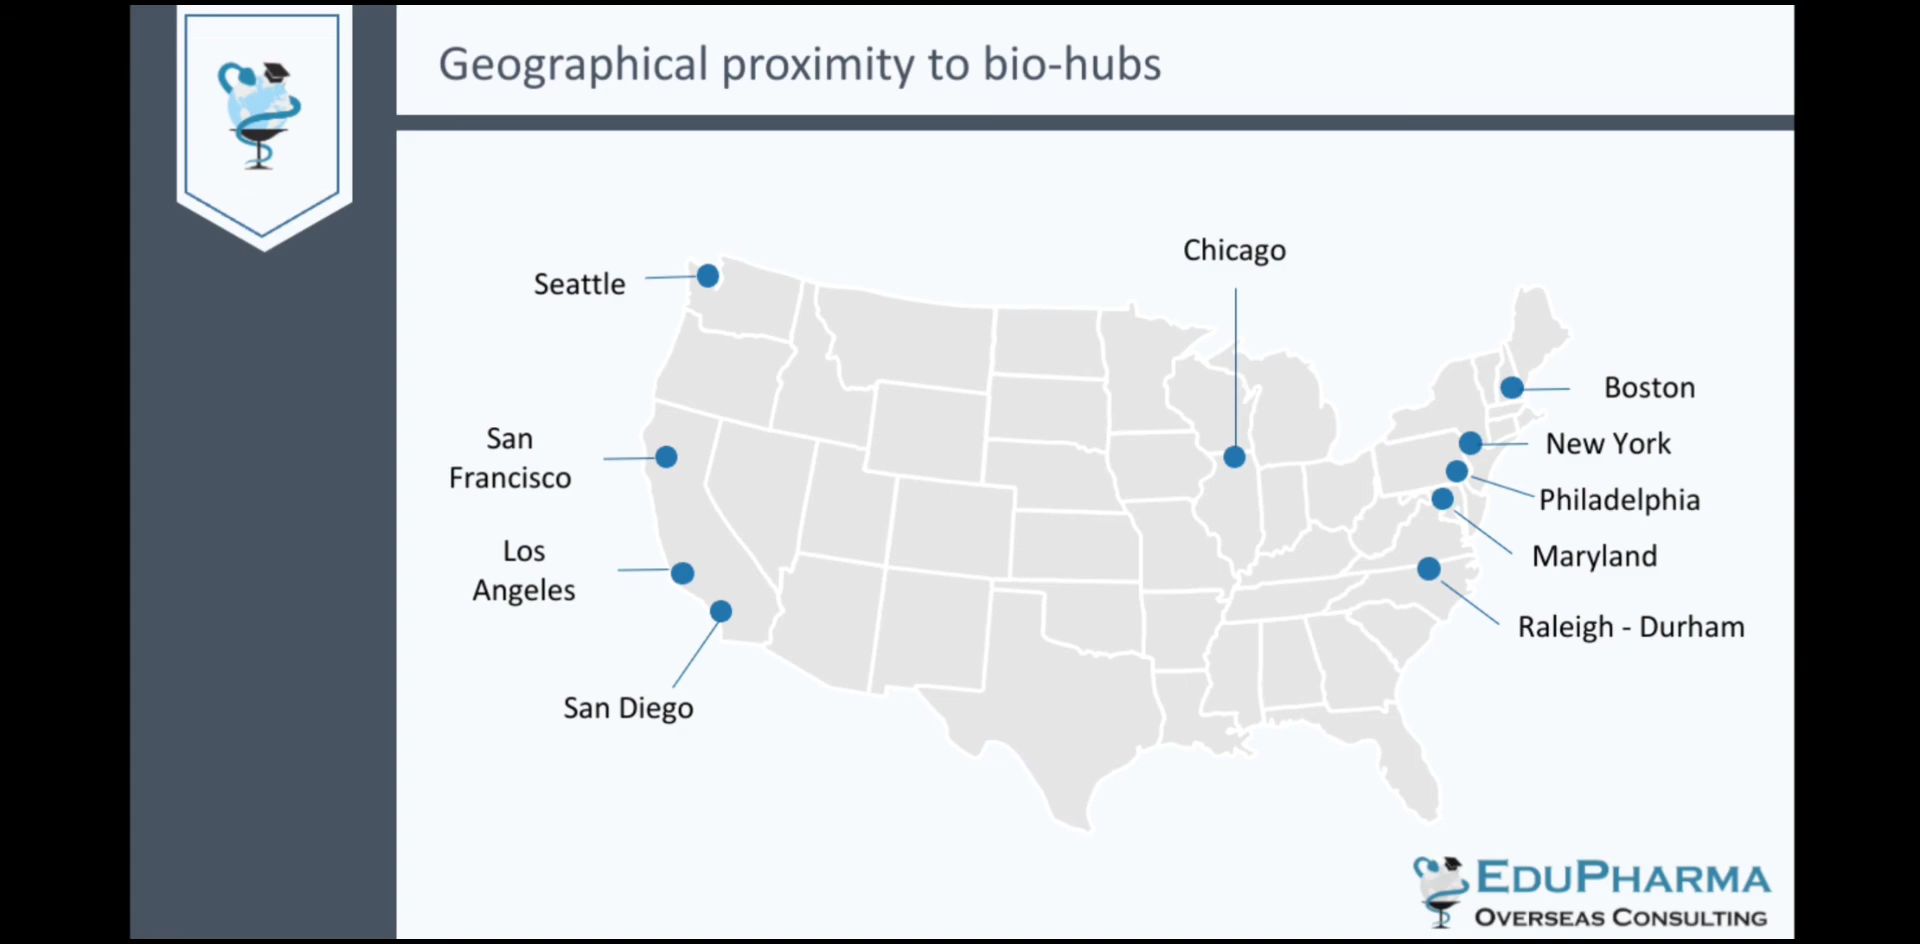 Geographical proximity to bio-hubs
Chicago
Seattle
Boston
San
Francisco
New York
Philadelphia
Los
Angeles
Maryland
Raleigh - Durham
San Diego
EDUPHARMA
OVERSEAS CONSULTING